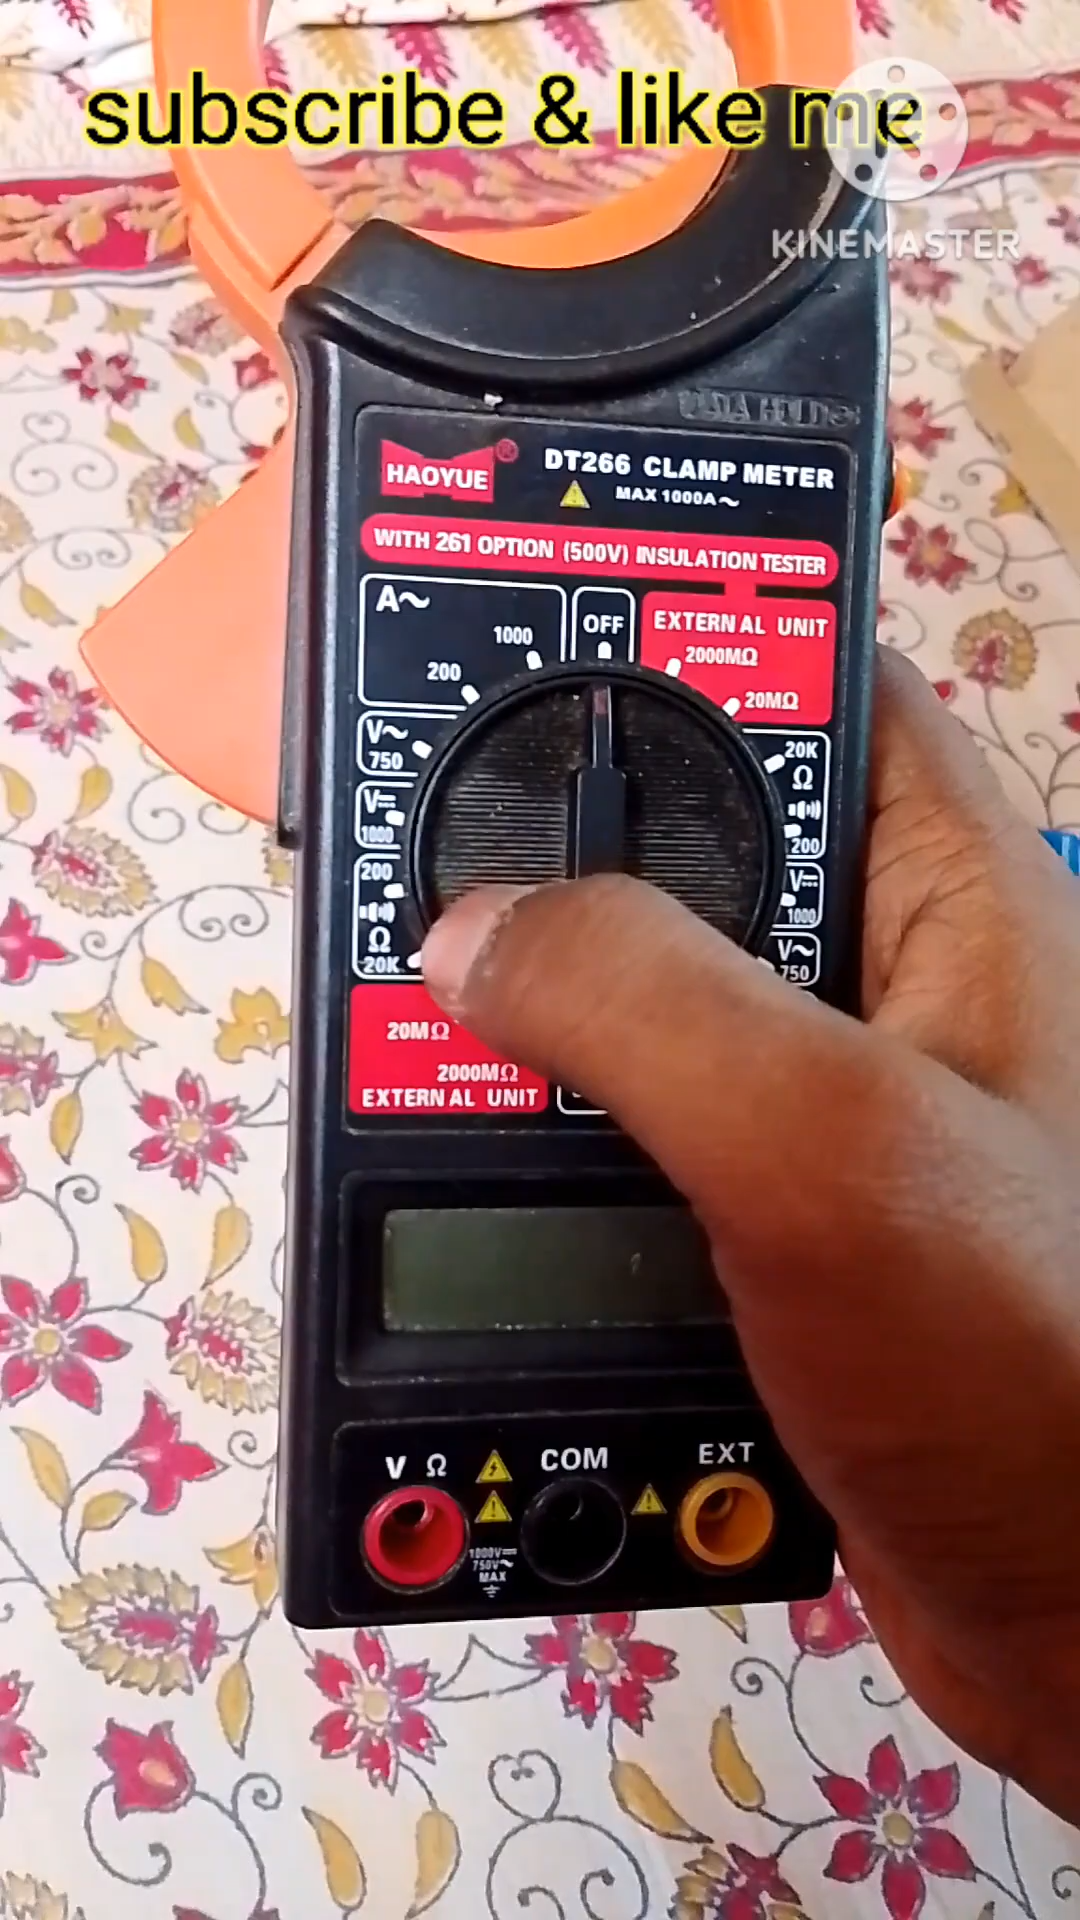 subscribe & like me
KINEMASTER
DATA HOLD
HAOYUE®
DT266 CLAMP METER
MAX 1000A~
WITH 261 OPTION (500V) INSULATION TESTER
A~
1000
200
OFF
EXTERNAL UNIT
2000MΩ
20MΩ
V~
750
V⎓
1000
200
Ω
20K
20K
Ω
200
V⎓
1000
V~
750
20MΩ
2000MΩ
EXTERNAL UNIT
V Ω
COM
EXT
1000V⎓
750V~
MAX